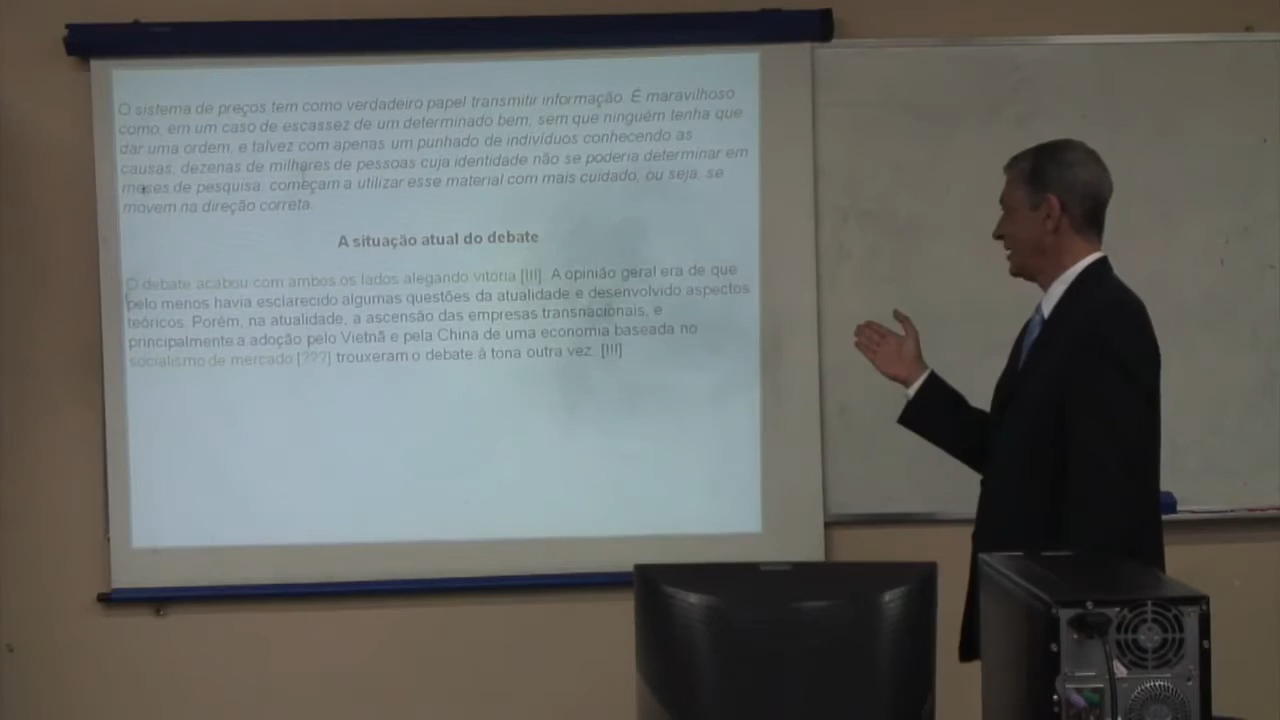 O sistema de preços tem como verdadeiro papel transmitir informação. É maravilhoso
como, em um caso de escassez de um determinado bem, sem que ninguém tenha que
dar uma ordem, e talvez com apenas um punhado de indivíduos conhecendo as
causas, dezenas de milhares de pessoas cuja identidade não se poderia determinar em
meses de pesquisa, começam a utilizar esse material com mais cuidado, ou seja, se
movem na direção correta.
A situação atual do debate
O debate acabou com ambos os lados alegando vitória [III]. A opinião geral era de que
pelo menos havia esclarecido algumas questões da atualidade e desenvolvido aspectos
teóricos. Porém, na atualidade, a ascensão das empresas transnacionais, e
principalmente a adoção pelo Vietnã e pela China de uma economia baseada no
socialismo de mercado [???] trouxeram o debate à tona outra vez. [III]